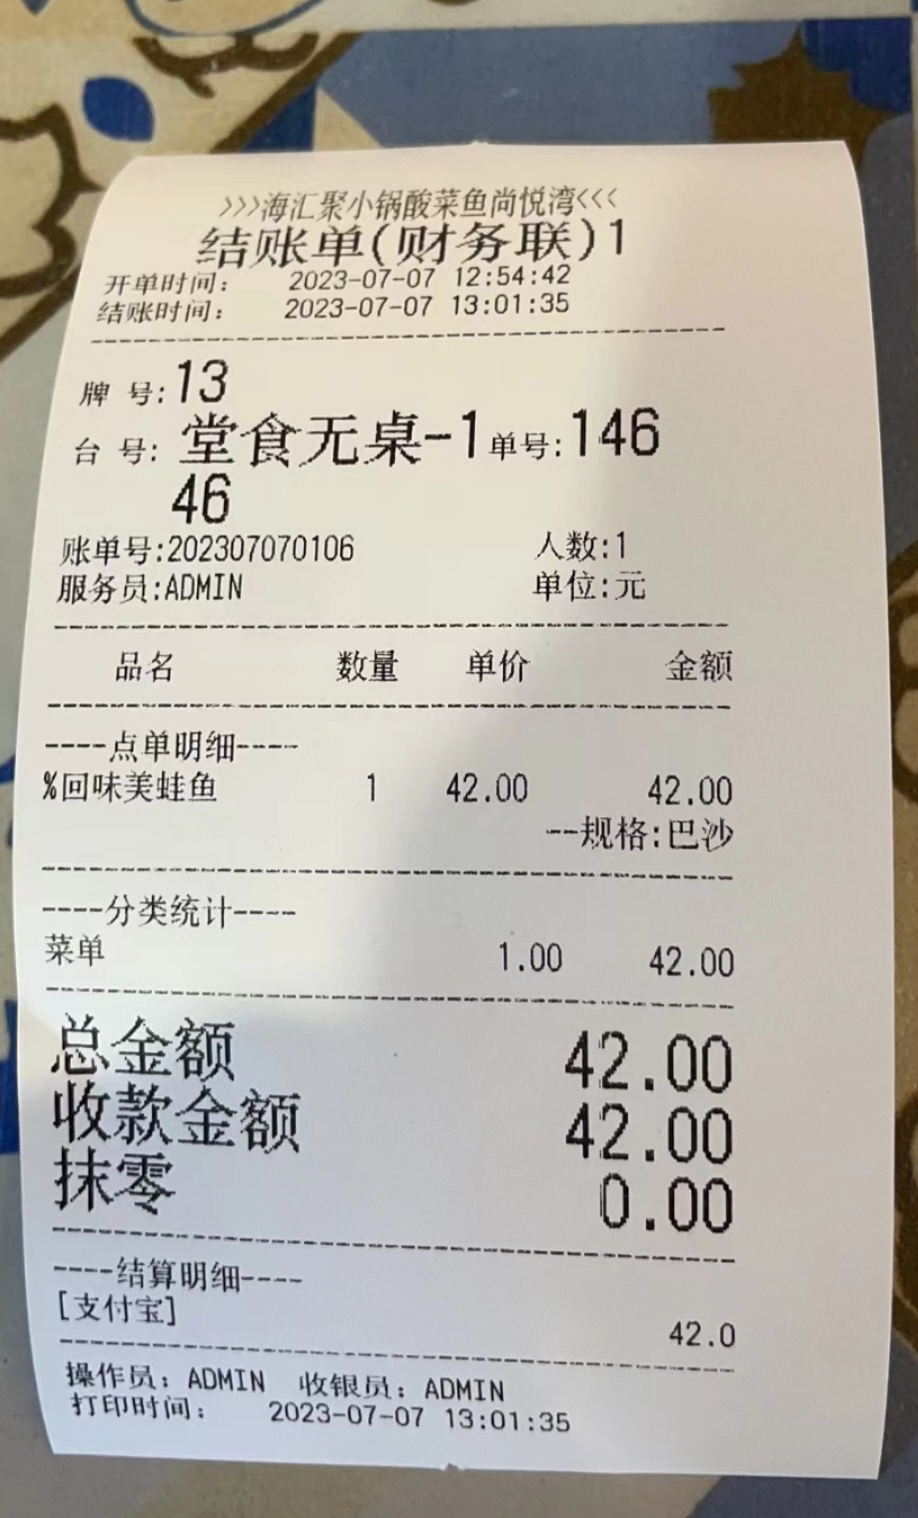 >>>海汇聚小锅酸菜鱼尚悦湾<<<
结账单(财务联)1
开单时间: 2023-07-07 12:54:42
结账时间: 2023-07-07 13:01:35
牌 号:13
台 号: 堂食无桌-1 单号:146
46
账单号:202307070106 人数:1
服务员:ADMIN 单位:元
品名 数量 单价 金额
----点单明细----
%回味美蛙鱼 1 42.00 42.00
--规格:巴沙
----分类统计----
菜单 1.00 42.00
总金额 42.00
收款金额 42.00
抹零 0.00
----结算明细----
[支付宝] 42.0
操作员: ADMIN 收银员: ADMIN
打印时间: 2023-07-07 13:01:35